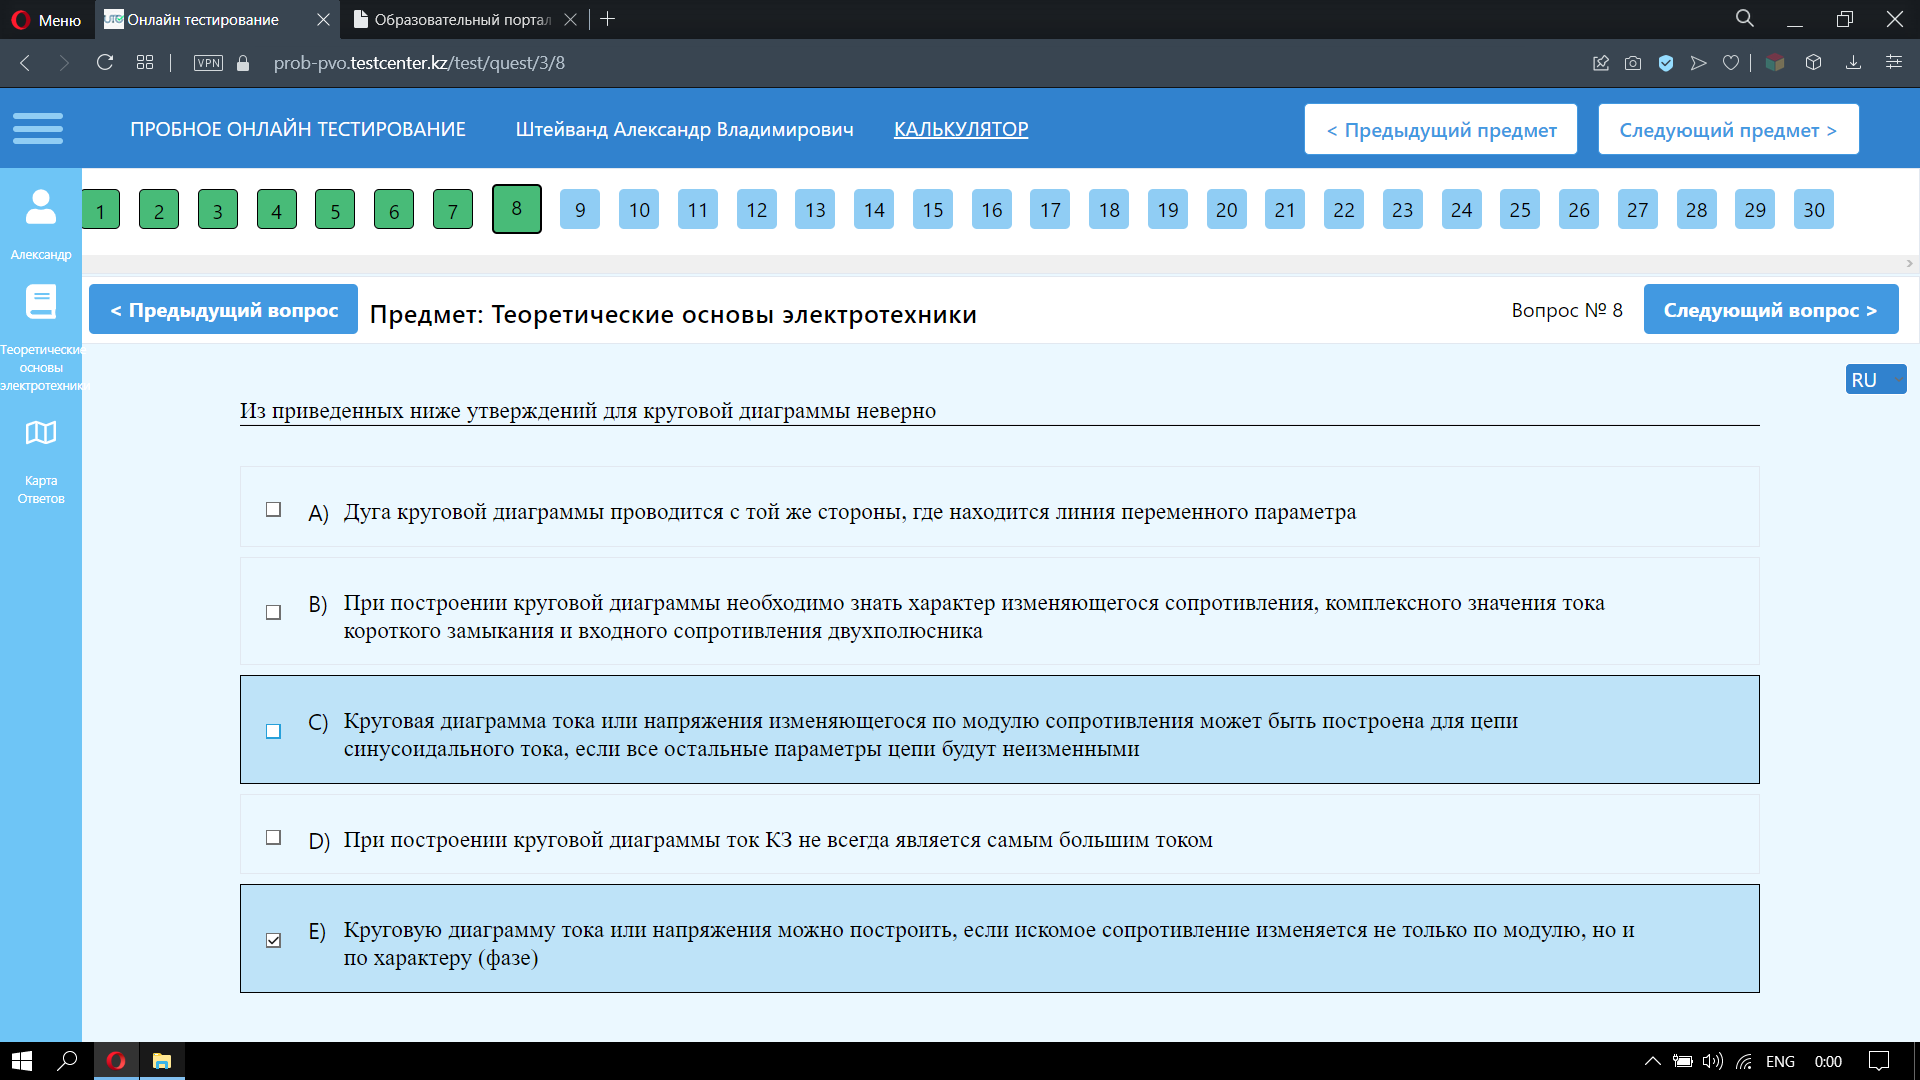 Меню
Онлайн тестирование
Образовательный портал
VPN
prob-pvo.testcenter.kz/test/quest/3/8
ПРОБНОЕ ОНЛАЙН ТЕСТИРОВАНИЕ
Штейванд Александр Владимирович
КАЛЬКУЛЯТОР
< Предыдущий предмет
Следующий предмет >
1 2 3 4 5 6 7 8 9 10 11 12 13 14 15 16 17 18 19 20 21 22 23 24 25 26 27 28 29 30
Александр
Теоретические
основы
электротехники
Карта
Ответов
< Предыдущий вопрос
Предмет: Теоретические основы электротехники
Вопрос № 8
Следующий вопрос >
RU
Из приведенных ниже утверждений для круговой диаграммы неверно
A) Дуга круговой диаграммы проводится с той же стороны, где находится линия переменного параметра
B) При построении круговой диаграммы необходимо знать характер изменяющегося сопротивления, комплексного значения тока
короткого замыкания и входного сопротивления двухполюсника
C) Круговая диаграмма тока или напряжения изменяющегося по модулю сопротивления может быть построена для цепи
синусоидального тока, если все остальные параметры цепи будут неизменными
D) При построении круговой диаграммы ток КЗ не всегда является самым большим током
E) Круговую диаграмму тока или напряжения можно построить, если искомое сопротивление изменяется не только по модулю, но и
по характеру (фазе)
ENG
0:00